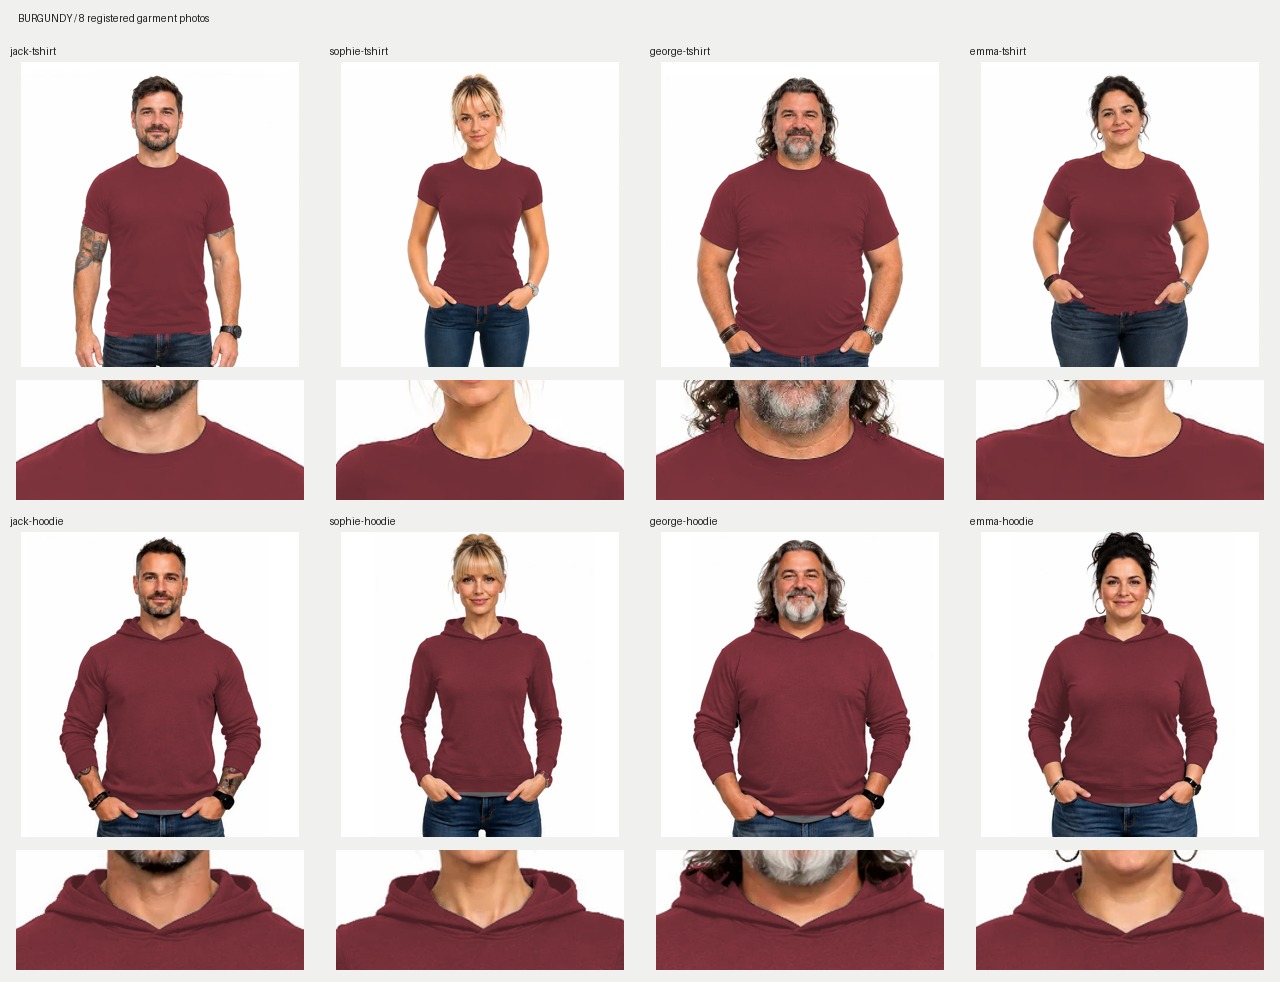 BURGUNDY / 8 registered garment photos
jack-tshirt
sophie-tshirt
george-tshirt
emma-tshirt
jack-hoodie
sophie-hoodie
george-hoodie
emma-hoodie